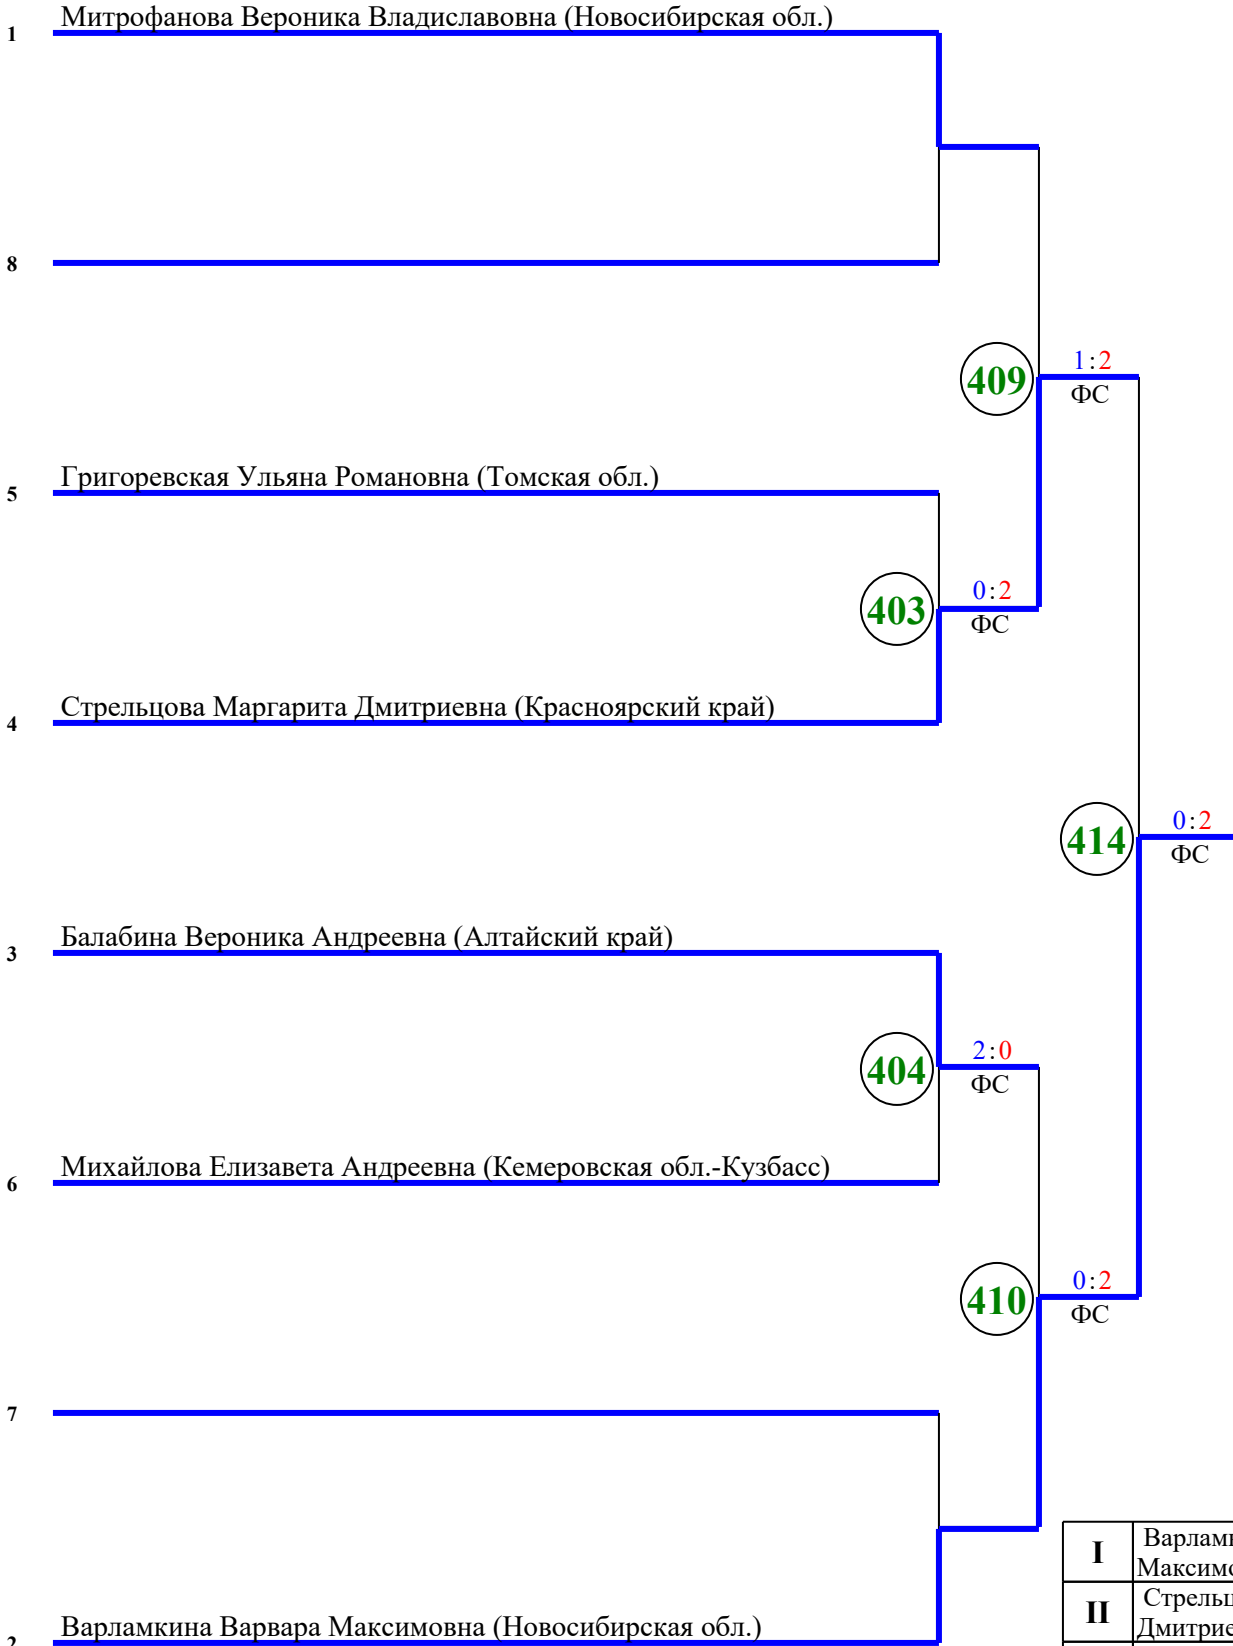 Митрофанова Вероника Владиславовна (Новосибирская обл.)
1
8
409
1:2
ФС
Григоревская Ульяна Романовна (Томская обл.)
5
403
0:2
ФС
Стрельцова Маргарита Дмитриевна (Красноярский край)
4
414
0:2
ФС
Балабина Вероника Андреевна (Алтайский край)
3
404
2:0
ФС
Михайлова Елизавета Андреевна (Кемеровская обл.-Кузбасс)
6
410
0:2
ФС
7
I
II
Варламкина Варвара Максимовна (Новосибирская обл.)
2